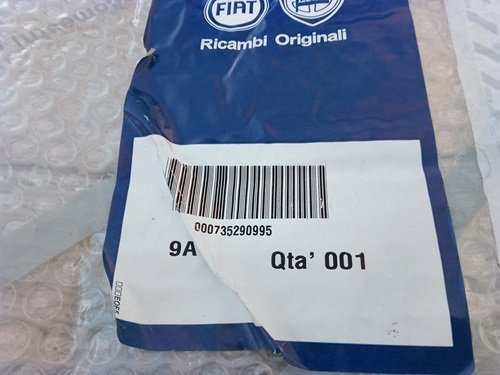 FIAT
Ricambi Originali
000735290995
9A Qta' 001